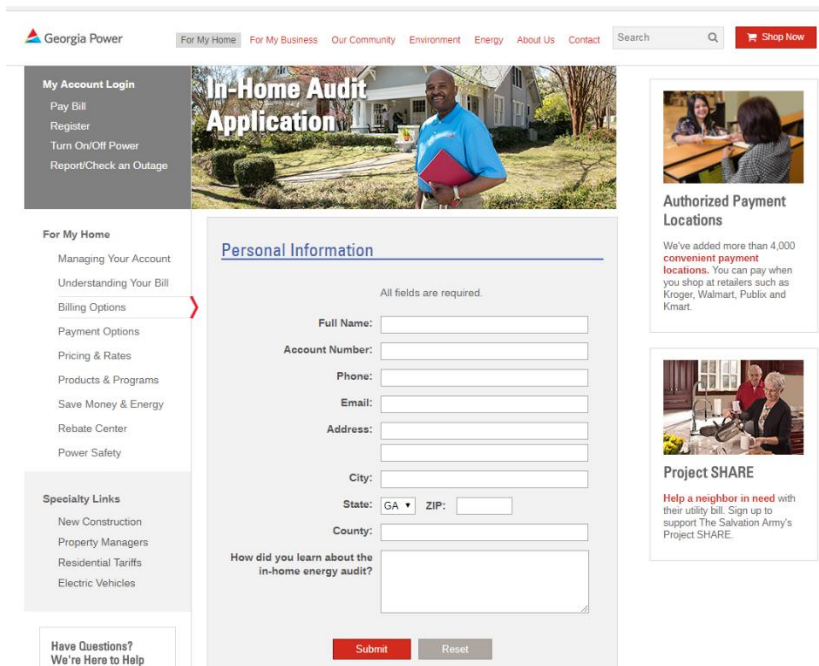 Georgia Power
For My Home
For My Business
Our Community
Environment
Energy
About Us
Contact
Search
Shop Now
My Account Login
Pay Bill
Register
Turn On/Off Power
Report/Check an Outage
In-Home Audit
Application
For My Home
Managing Your Account
Understanding Your Bill
Billing Options
Payment Options
Pricing & Rates
Products & Programs
Save Money & Energy
Rebate Center
Power Safety
Specialty Links
New Construction
Property Managers
Residential Tariffs
Electric Vehicles
Have Questions?
We're Here to Help
Personal Information
All fields are required.
Full Name:
Account Number:
Phone:
Email:
Address:
City:
State: GA ZIP:
County:
How did you learn about the
in-home energy audit?
Submit
Reset
Authorized Payment
Locations
We've added more than 4,000
convenient payment
locations. You can pay when
you shop at retailers such as
Kroger, Walmart, Publix and
Kmart.
Project SHARE
Help a neighbor in need with
their utility bill. Sign up to
support The Salvation Army's
Project SHARE.